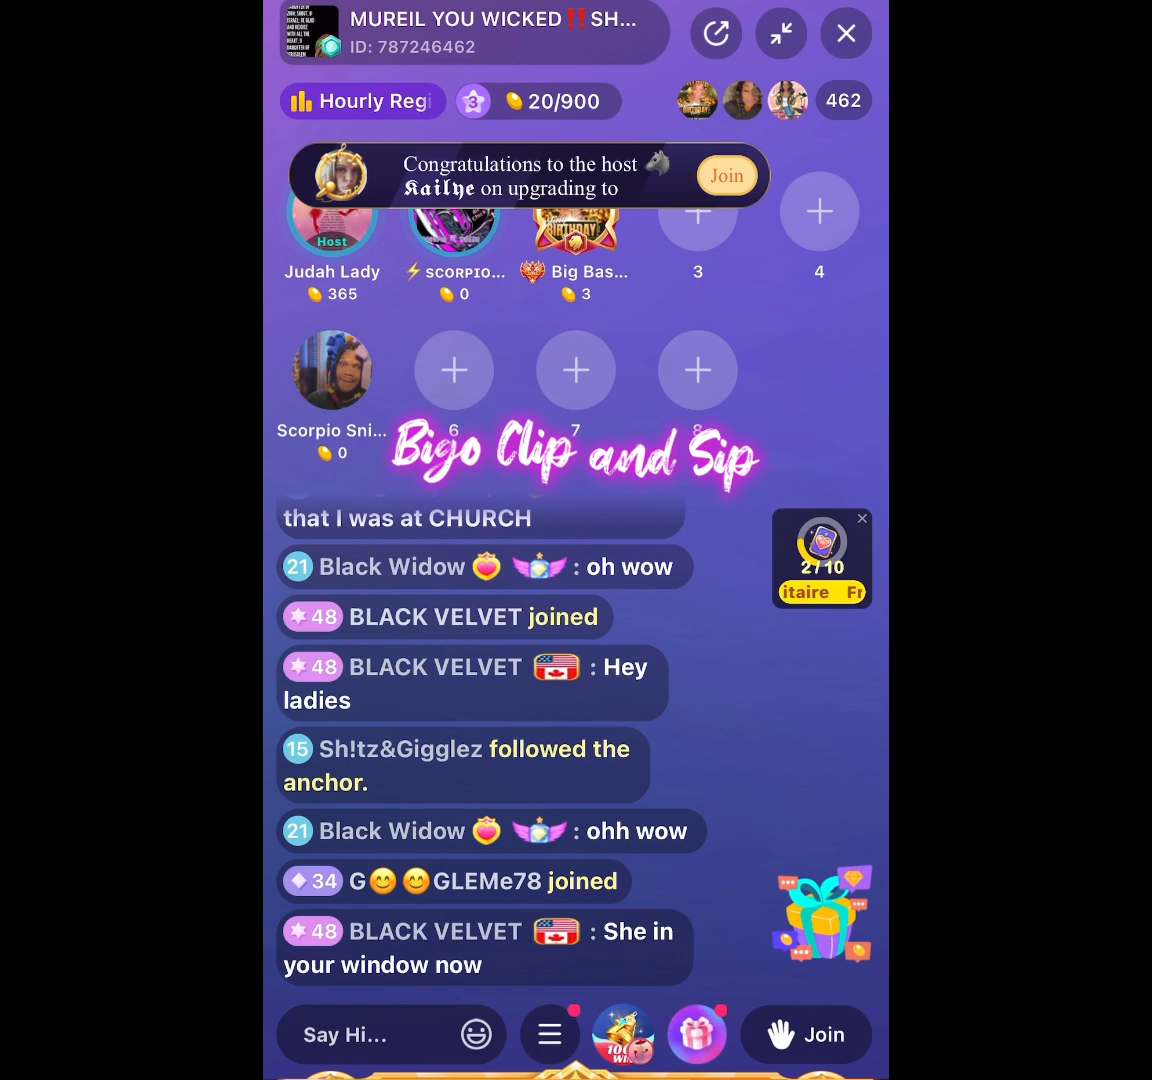 MUREIL YOU WICKED‼️SH...
ID: 787246462
Hourly Regi
3
20/900
462
Congratulations to the host 🐴
𝕶𝖆𝖎𝖑𝖞𝖊 on upgrading to
Join
Host
BIRTHDAY
Judah Lady
⚡SCORPIO...
Big Bas...
3
4
365
0
3
Scorpio Sni...
6
7
8
0
Bigo Clip and Sip
that I was at CHURCH
21 Black Widow : oh wow
2/10
itaire Fr
48 BLACK VELVET joined
48 BLACK VELVET : Hey
ladies
15 Sh!tz&Gigglez followed the
anchor.
21 Black Widow : ohh wow
34 G😊😊GLEMe78 joined
48 BLACK VELVET : She in
your window now
Say Hi...
Join